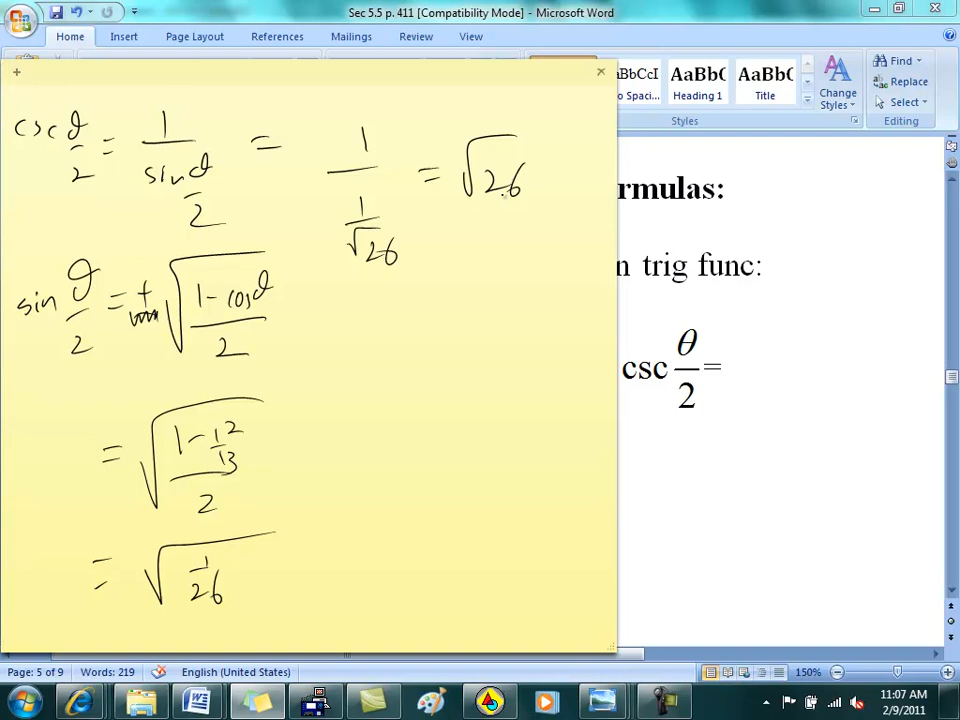 Sec 5.5 p. 411 [Compatibility Mode] - Microsoft Word
Home Insert Page Layout References Mailings Review View
Find
Replace
Select
Editing
AaBbC AaBb(
Heading 1 Title
Change
Styles
Styles
csc θ/2 = 1/(sin θ/2) = 1/(1/√26) = √26
sin θ/2 = + √((1 - cosθ)/2)
= √((1 - 12/13)/2)
= √(1/26)
rmulas:
n trig func:
csc θ/2 =
Page: 5 of 9 Words: 219 English (United States) 150%
11:07 AM
2/9/2011